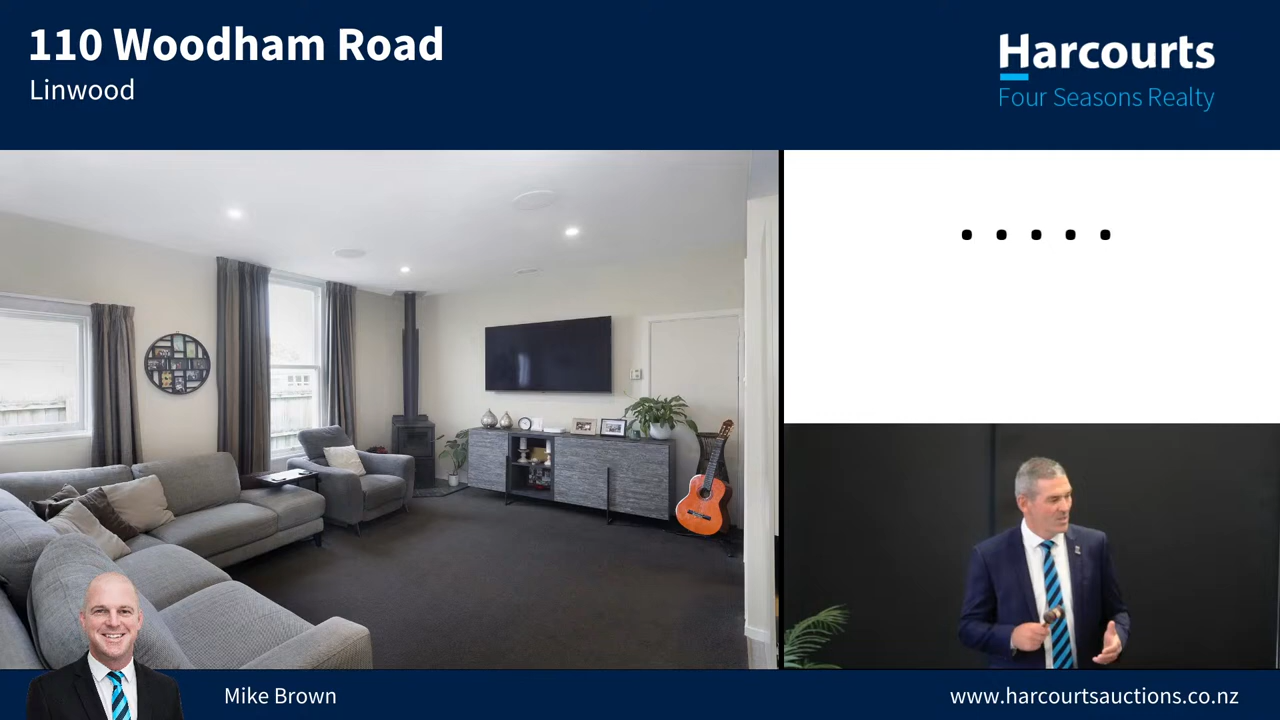 110 Woodham Road
Linwood
Harcourts
Four Seasons Realty
.....
Mike Brown
www.harcourtsauctions.co.nz